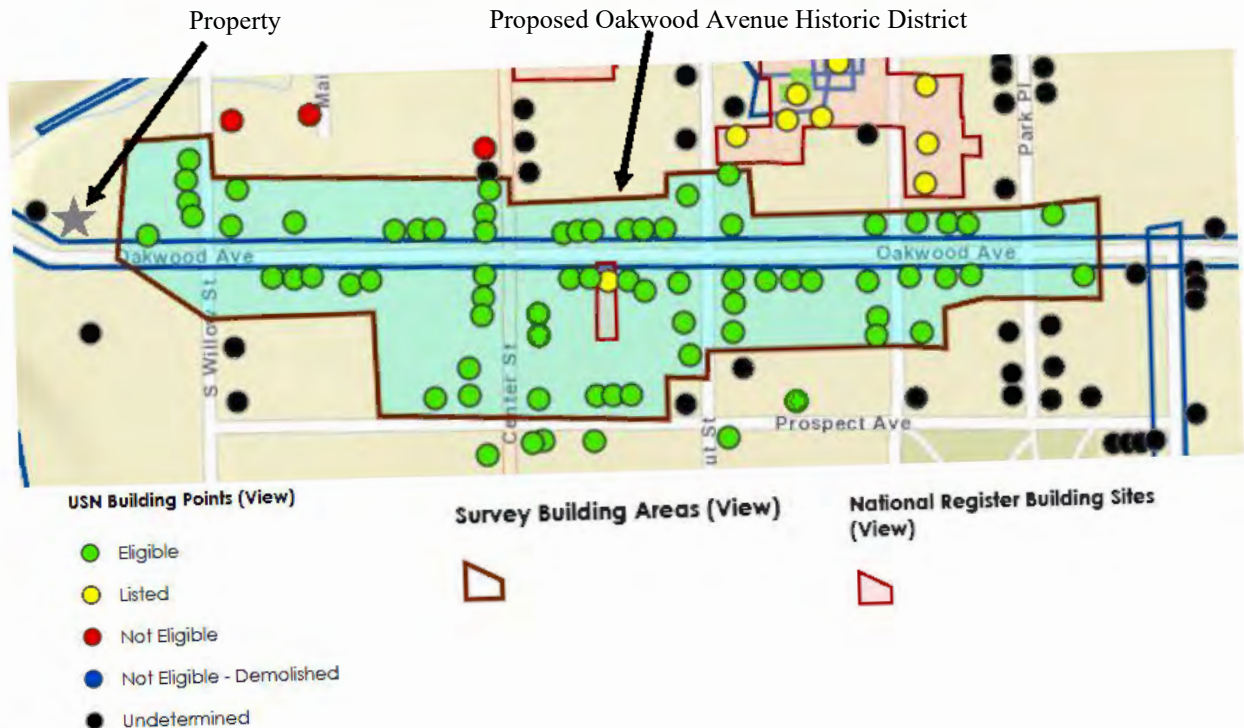 Property
Proposed Oakwood Avenue Historic District
Mai
Park Pl
Oakwood Ave
Oakwood Ave
S Willow St
Center St
ut St
Prospect Ave
USN Building Points (View)
Eligible
Listed
Not Eligible
Not Eligible - Demolished
Undetermined
Survey Building Areas (View)
National Register Building Sites
(View)